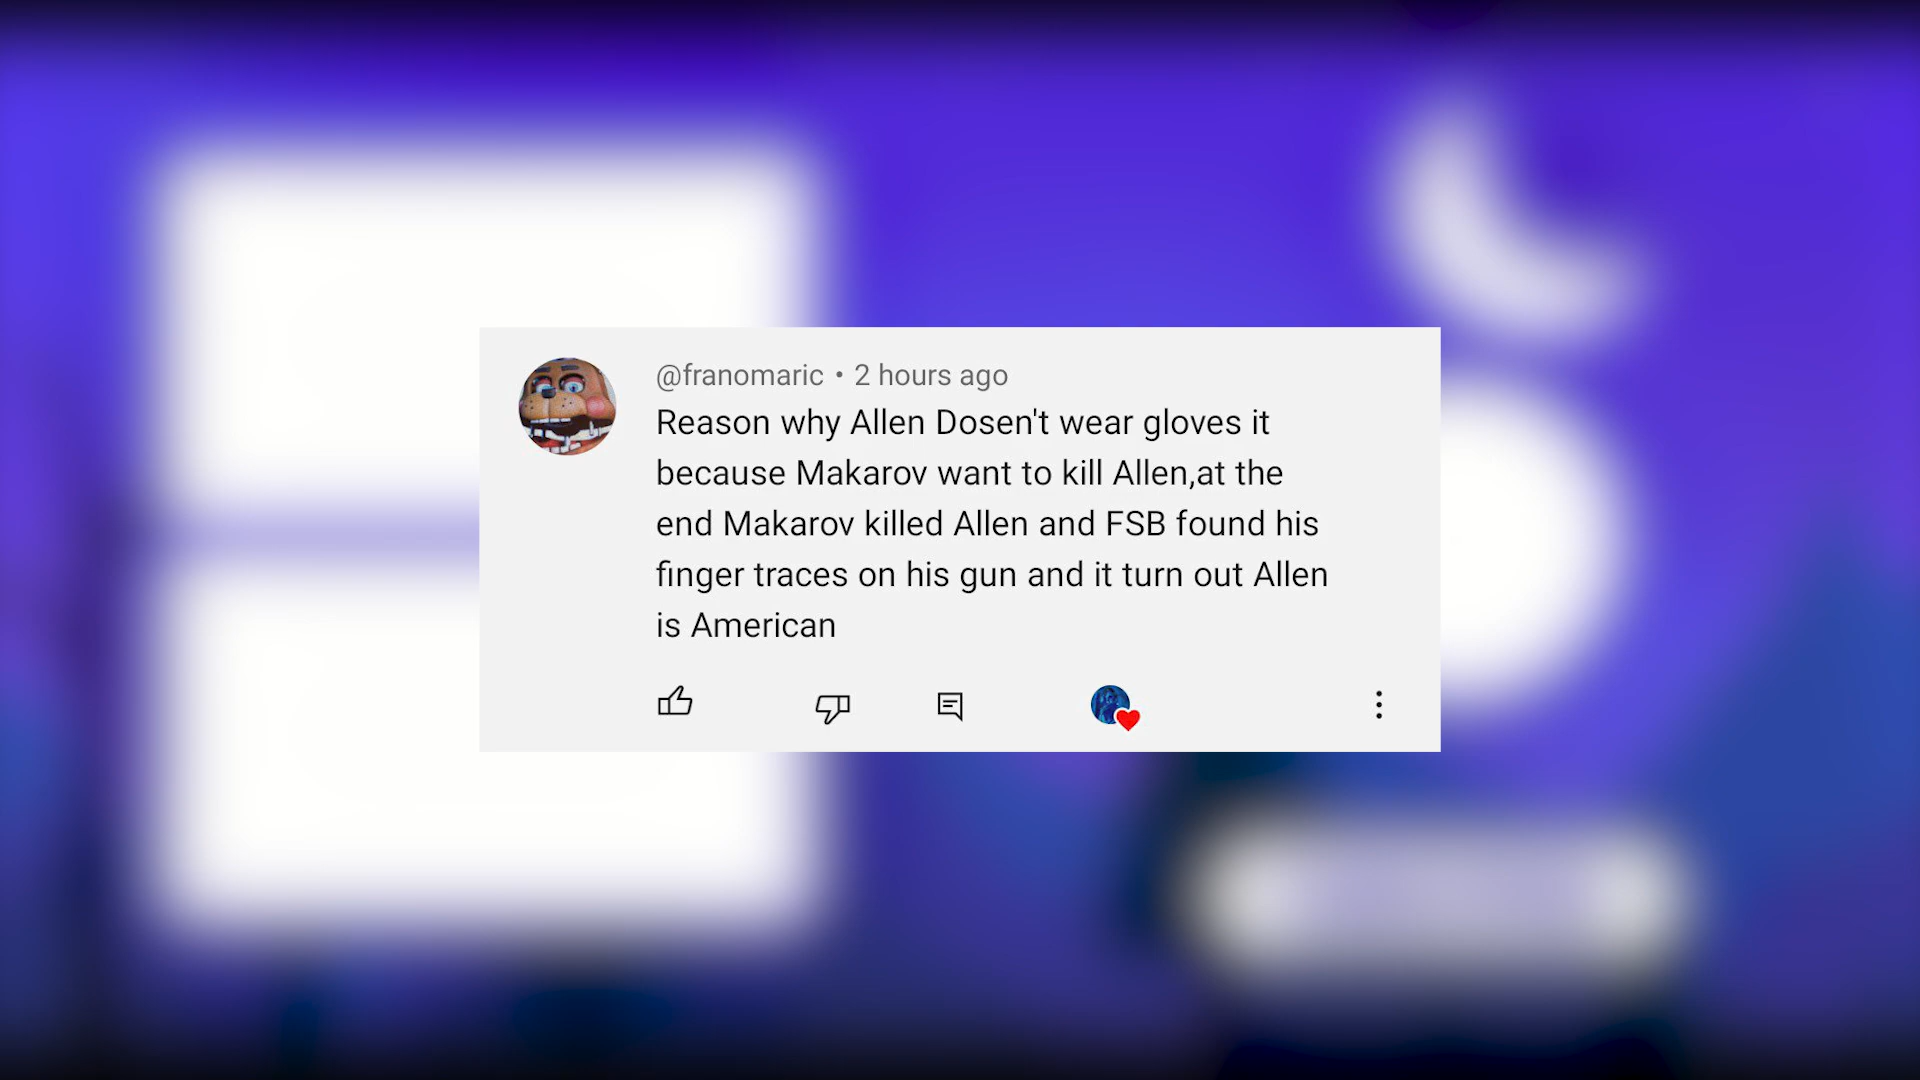 @franomaric • 2 hours ago
Reason why Allen Dosen't wear gloves it
because Makarov want to kill Allen,at the
end Makarov killed Allen and FSB found his
finger traces on his gun and it turn out Allen
is American